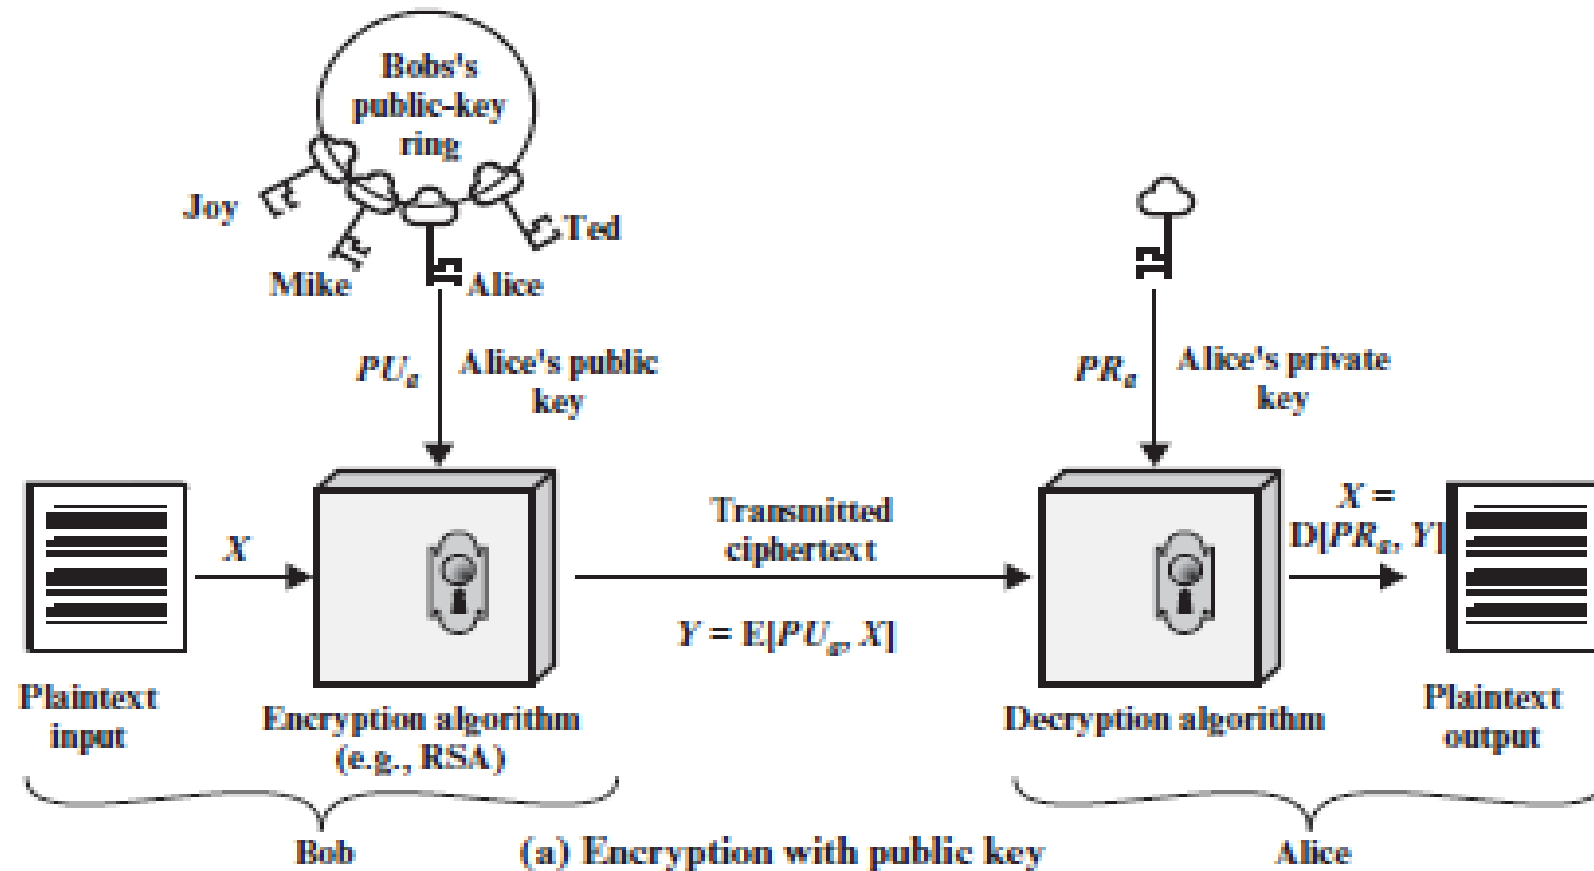 Bobs's
public-key
ring
Joy
Ted
Mike
Alice
PUa
Alice's public
key
PRa
Alice's private
key
X
Transmitted
ciphertext
X =
D[PRa, Y]
Y = E[PUa, X]
Plaintext
input
Encryption algorithm
(e.g., RSA)
Decryption algorithm
Plaintext
output
Bob
(a) Encryption with public key
Alice